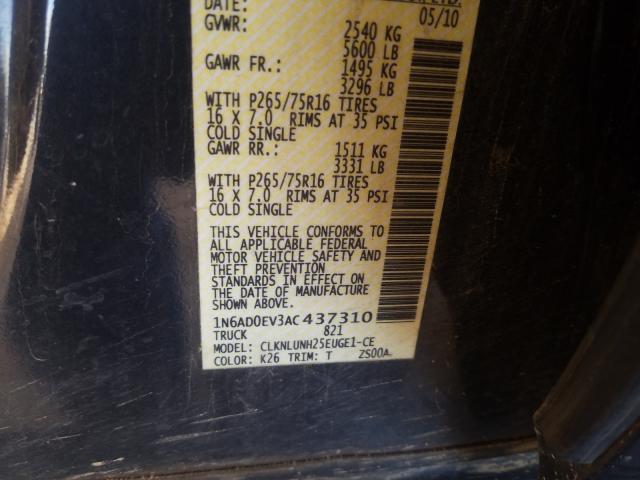 DATE: 05/10
GVWR: 2540 KG
5600 LB
GAWR FR.: 1495 KG
3296 LB
WITH P265/75R16 TIRES
16 X 7.0 RIMS AT 35 PSI
COLD SINGLE
GAWR RR.: 1511 KG
3331 LB
WITH P265/75R16 TIRES
16 X 7.0 RIMS AT 35 PSI
COLD SINGLE
THIS VEHICLE CONFORMS TO
ALL APPLICABLE FEDERAL
MOTOR VEHICLE SAFETY AND
THEFT PREVENTION
STANDARDS IN EFFECT ON
THE DATE OF MANUFACTURE
SHOWN ABOVE.
1N6AD0EV3AC437310
TRUCK 821
MODEL: CLKNLUNH25EUGE1-CE
COLOR: K26 TRIM: T ZS00A